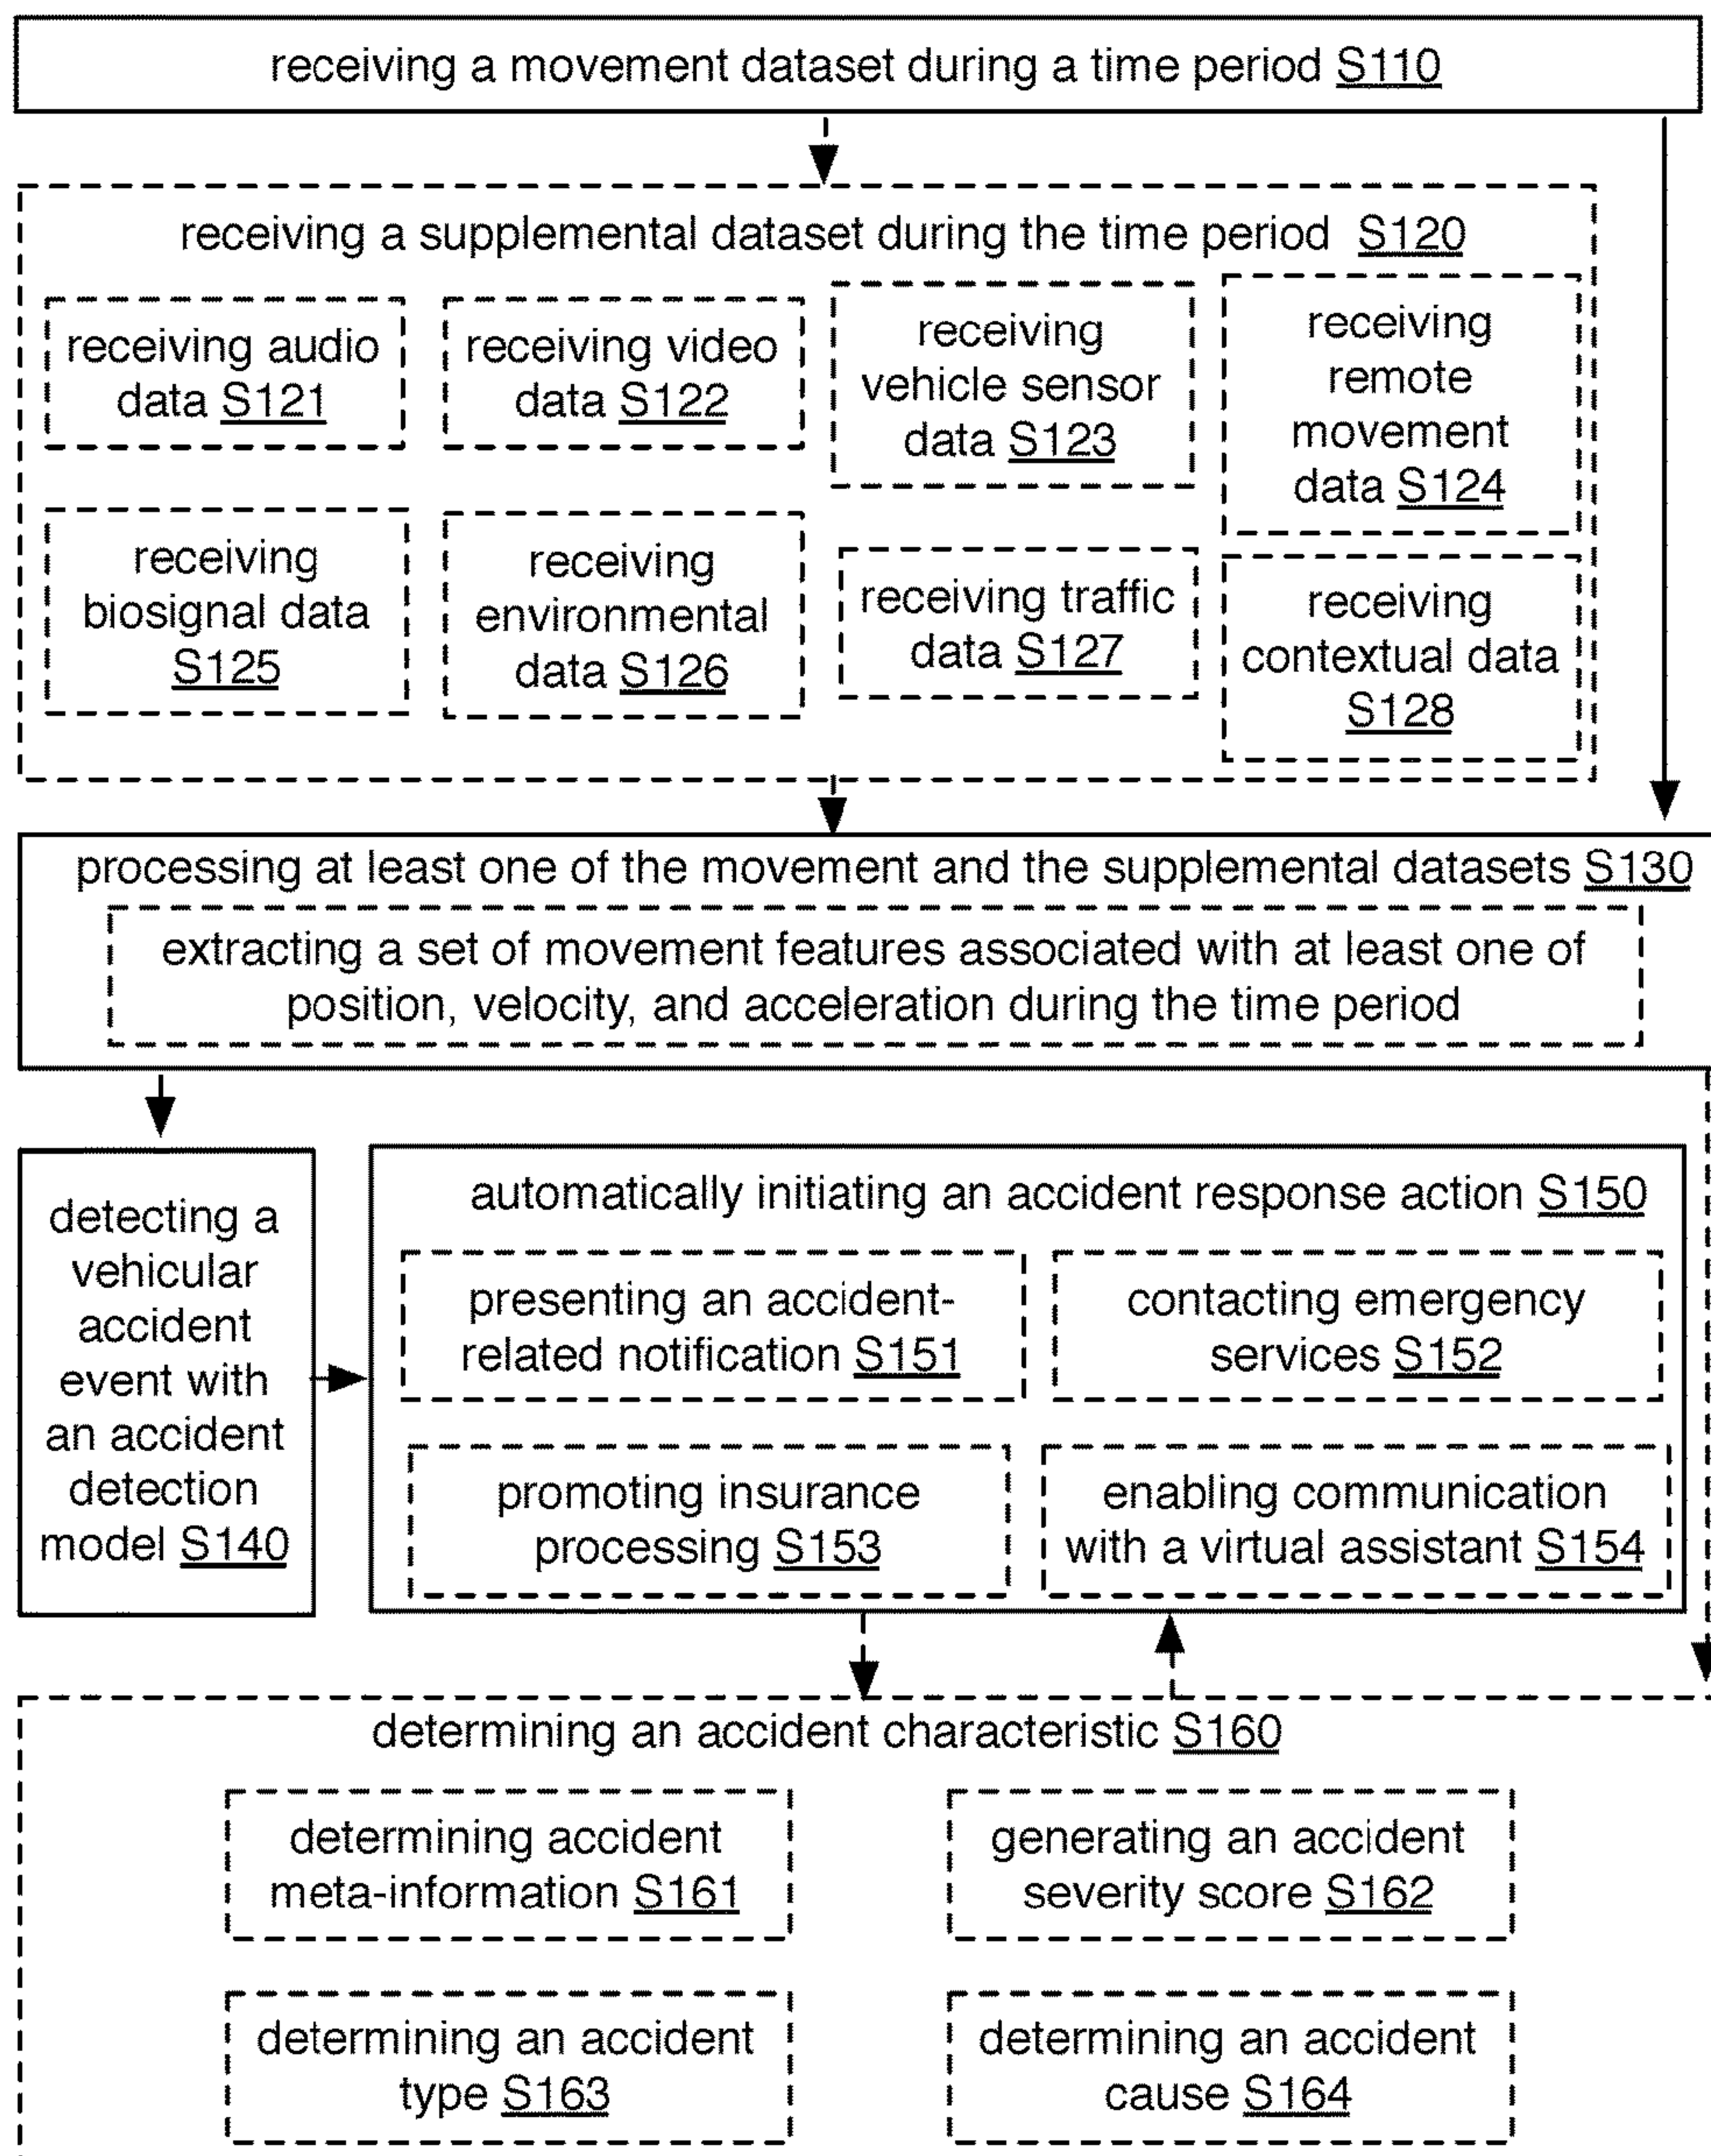 receiving a movement dataset during a time period S110
receiving a supplemental dataset during the time period S120
receiving audio
data S121
receiving video
data S122
receiving
vehicle sensor
data S123
receiving
remote
movement
data S124
receiving
biosignal data
S125
receiving
environmental
data S126
receiving traffic
data S127
receiving
contextual data
S128
processing at least one of the movement and the supplemental datasets S130
extracting a set of movement features associated with at least one of
position, velocity, and acceleration during the time period
detecting a
vehicular
accident
event with
an accident
detection
model S140
automatically initiating an accident response action S150
presenting an accident-
related notification S151
contacting emergency
services S152
promoting insurance
processing S153
enabling communication
with a virtual assistant S154
determining an accident characteristic S160
determining accident
meta-information S161
generating an accident
severity score S162
determining an accident
type S163
determining an accident
cause S164